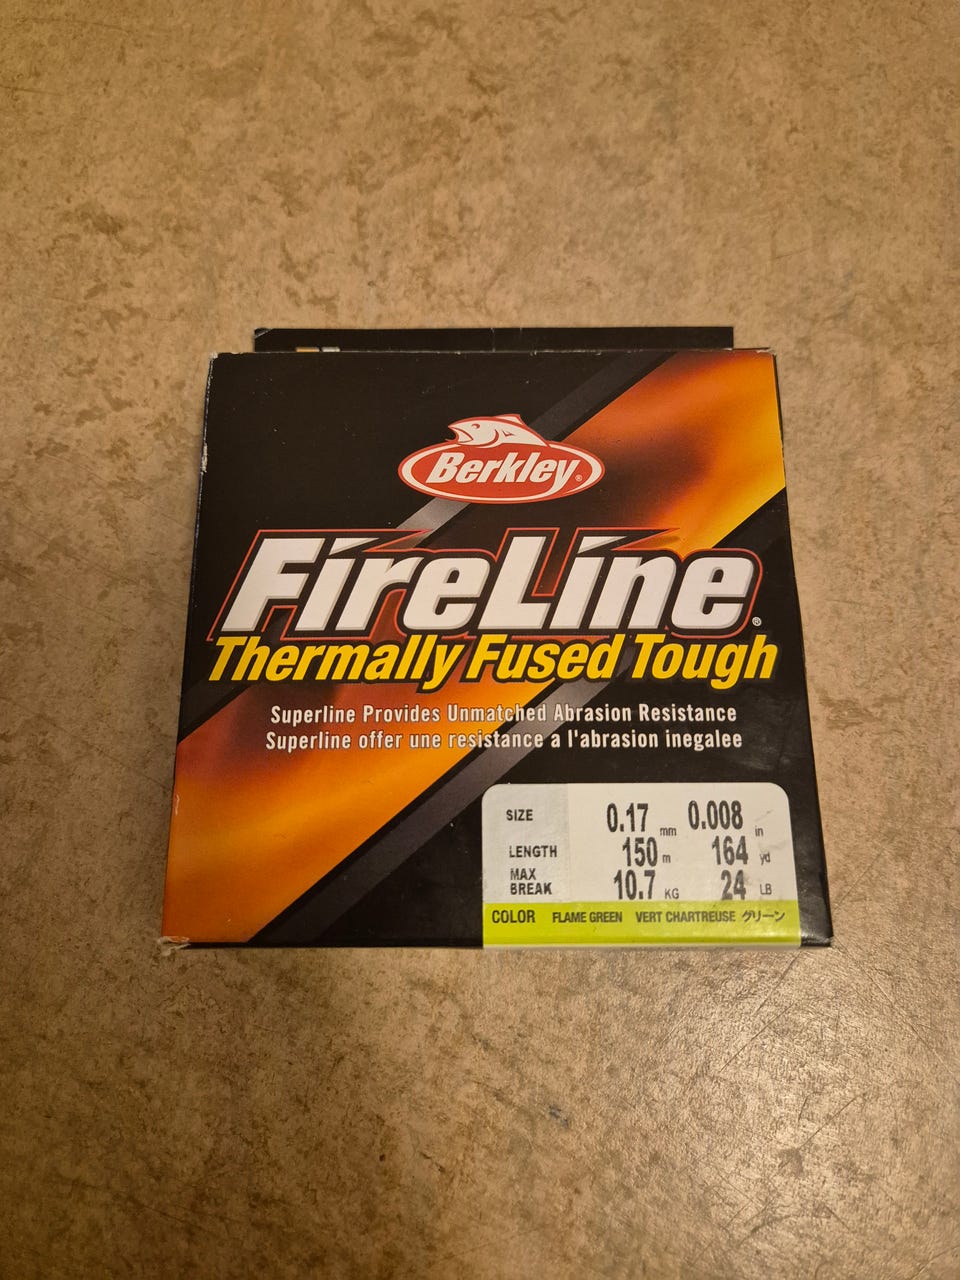 Berkley®
FireLine®
Thermally Fused Tough
Superline Provides Unmatched Abrasion Resistance
Superline offer une resistance a l'abrasion inegalee
SIZE 0.17 mm 0.008 in
LENGTH 150 m 164 yd
MAX BREAK 10.7 KG 24 LB
COLOR FLAME GREEN VERT CHARTREUSE グリーン